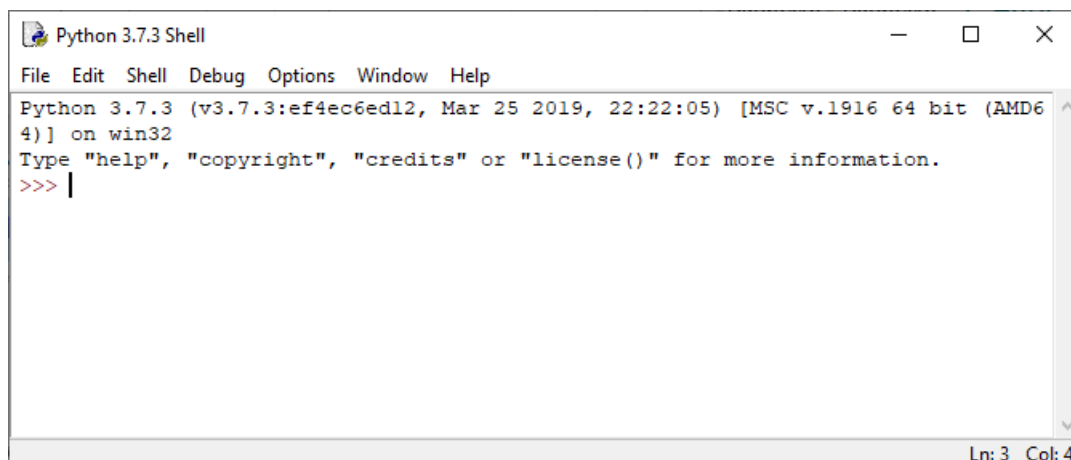 Python 3.7.3 Shell
File Edit Shell Debug Options Window Help
Python 3.7.3 (v3.7.3:ef4ec6ed12, Mar 25 2019, 22:22:05) [MSC v.1916 64 bit (AMD6
4)] on win32
Type "help", "copyright", "credits" or "license()" for more information.
>>>
Ln: 3 Col: 4